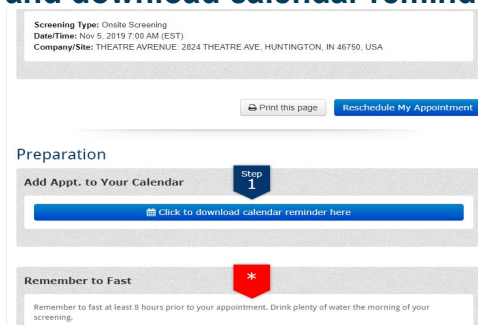 and download calendar remind
Screening Type: Onsite Screening
Date/Time: Nov 5, 2019 7:00 AM (EST)
Company/Site: THEATRE AVRENUE: 2824 THEATRE AVE, HUNTINGTON, IN 46750, USA
Print this page Reschedule My Appointment
Preparation
Step
Add Appt. to Your Calendar 1
Click to download calendar reminder here
Remember to Fast *
Remember to fast at least 8 hours prior to your appointment. Drink plenty of water the morning of your
screening.